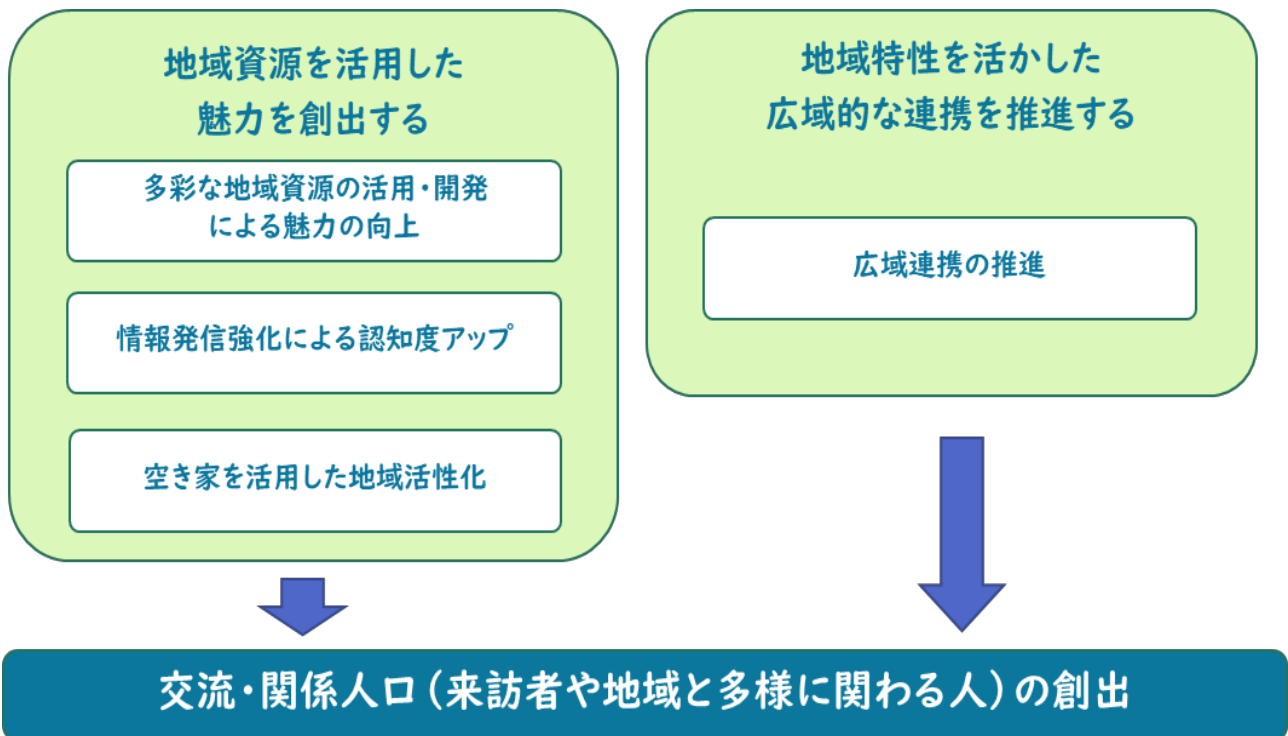 地域資源を活用した
魅力を創出する
多彩な地域資源の活用・開発
による魅力の向上
情報発信強化による認知度アップ
空き家を活用した地域活性化
地域特性を活かした
広域的な連携を推進する
広域連携の推進
交流・関係人口（来訪者や地域と多様に関わる人）の創出